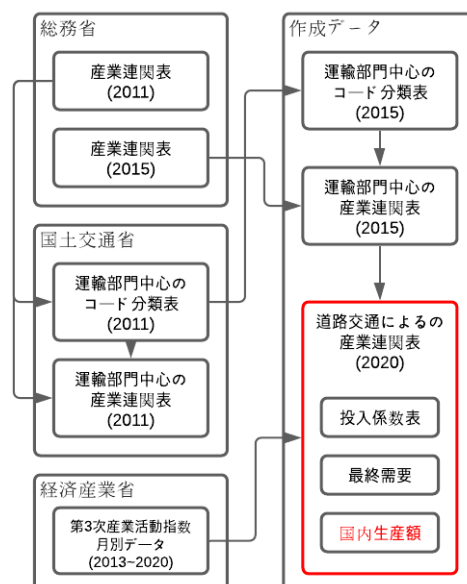 総務省
産業連関表
(2011)
産業連関表
(2015)
国土交通省
運輸部門中心の
コード分類表
(2011)
運輸部門中心の
産業連関表
(2011)
経済産業省
第3次産業活動指数
月別データ
(2013~2020)
作成データ
運輸部門中心の
コード分類表
(2015)
運輸部門中心の
産業連関表
(2015)
道路交通によるの
産業連関表
(2020)
投入係数表
最終需要
国内生産額